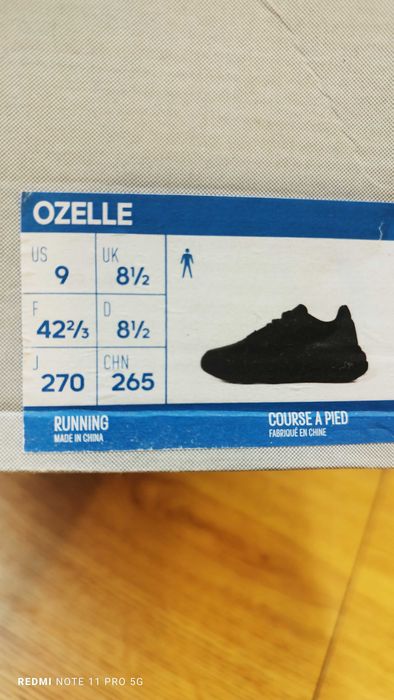 OZELLE
US UK
9 8½
F D
42⅔ 8½
J CHN
270 265
RUNNING COURSE A PIED
MADE IN CHINA FABRIQUÉ EN CHINE
REDMI NOTE 11 PRO 5G